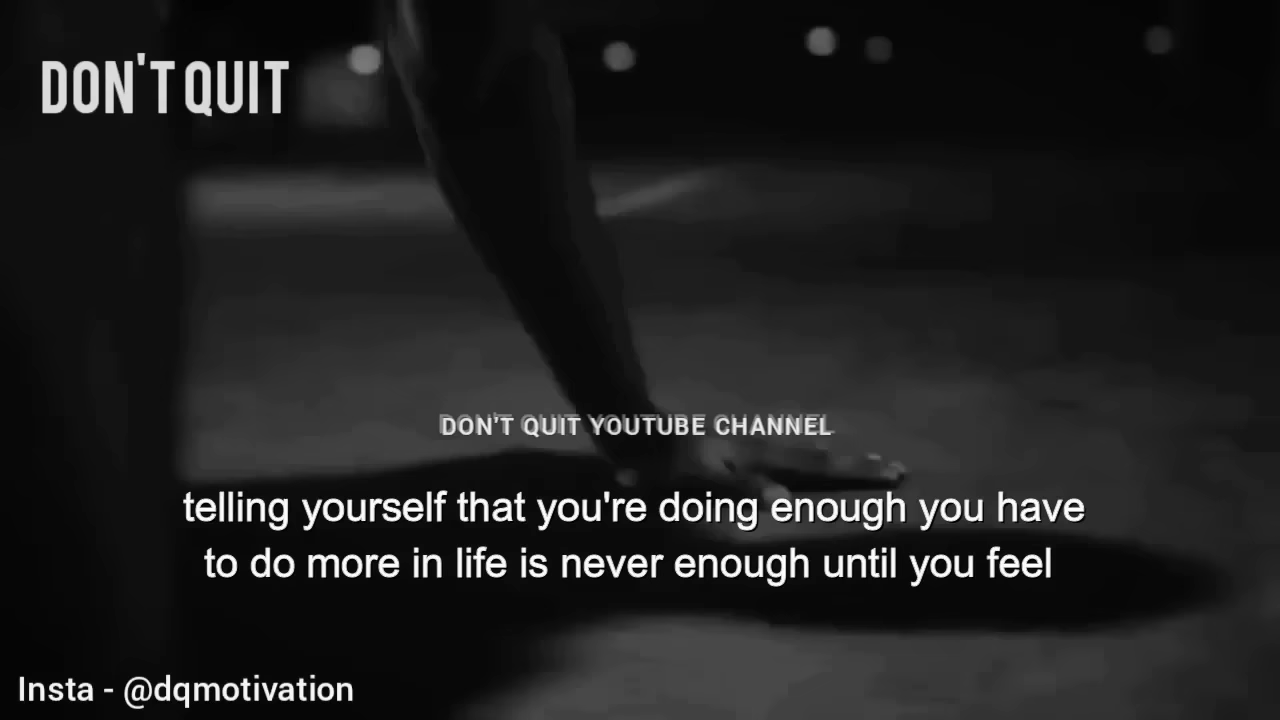 DON'T QUIT
DON'T QUIT YOUTUBE CHANNEL
telling yourself that you're doing enough you have
to do more in life is never enough until you feel
Insta - @dqmotivation